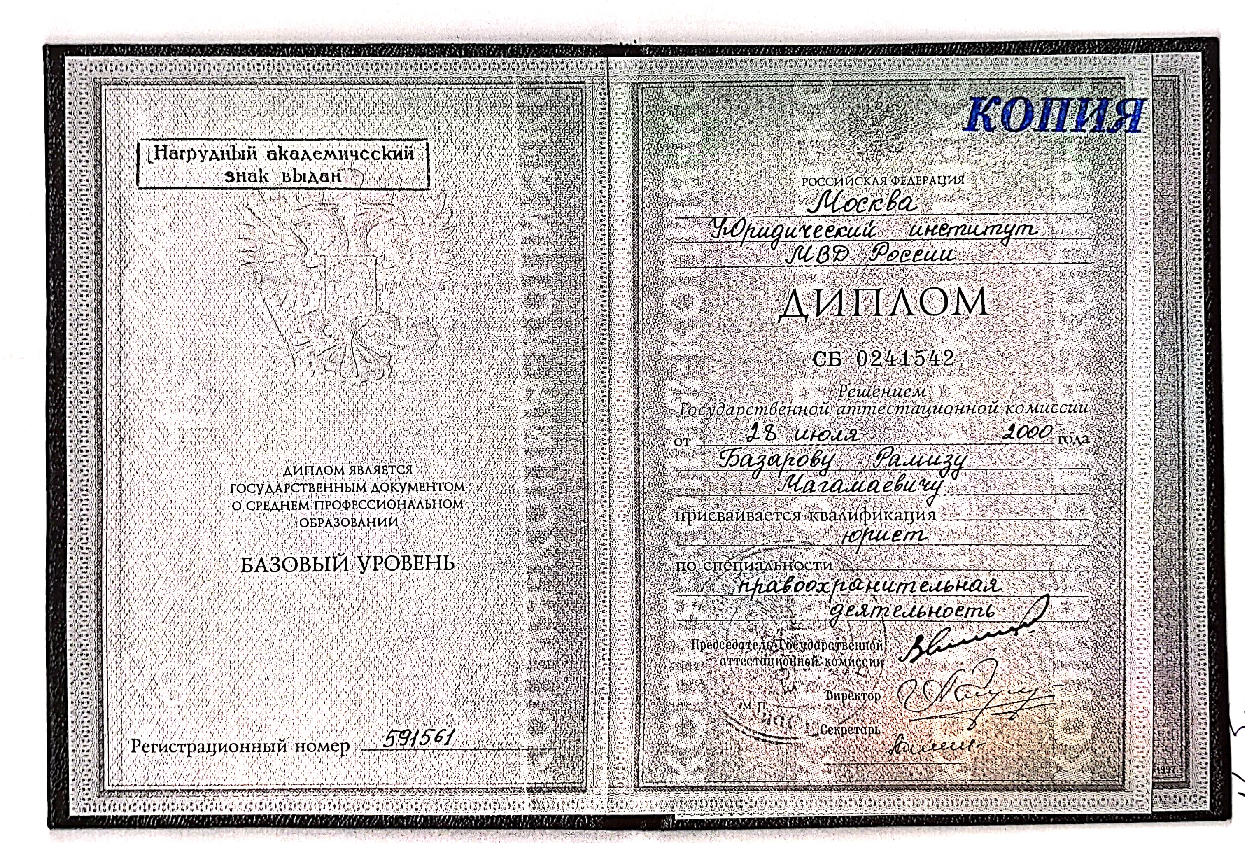 Нагрудный академический
знак выдан
ДИПЛОМ ЯВЛЯЕТСЯ
ГОСУДАРСТВЕННЫМ ДОКУМЕНТОМ
О СРЕДНЕМ ПРОФЕССИОНАЛЬНОМ
ОБРАЗОВАНИИ
БАЗОВЫЙ УРОВЕНЬ
Регистрационный номер 591561
КОПИЯ
РОССИЙСКАЯ ФЕДЕРАЦИЯ
Москва
Юридический институт
МВД России
ДИПЛОМ
СБ 0241542
Решением
Государственной аттестационной комиссии
от 28 июля 2000 года
Базарову Рамизу
Магамаевичу
присваивается квалификация
юрист
по специальности
правоохранительная
деятельность
Председатель Государственной
аттестационной комиссии
Директор
М.П.
Секретарь